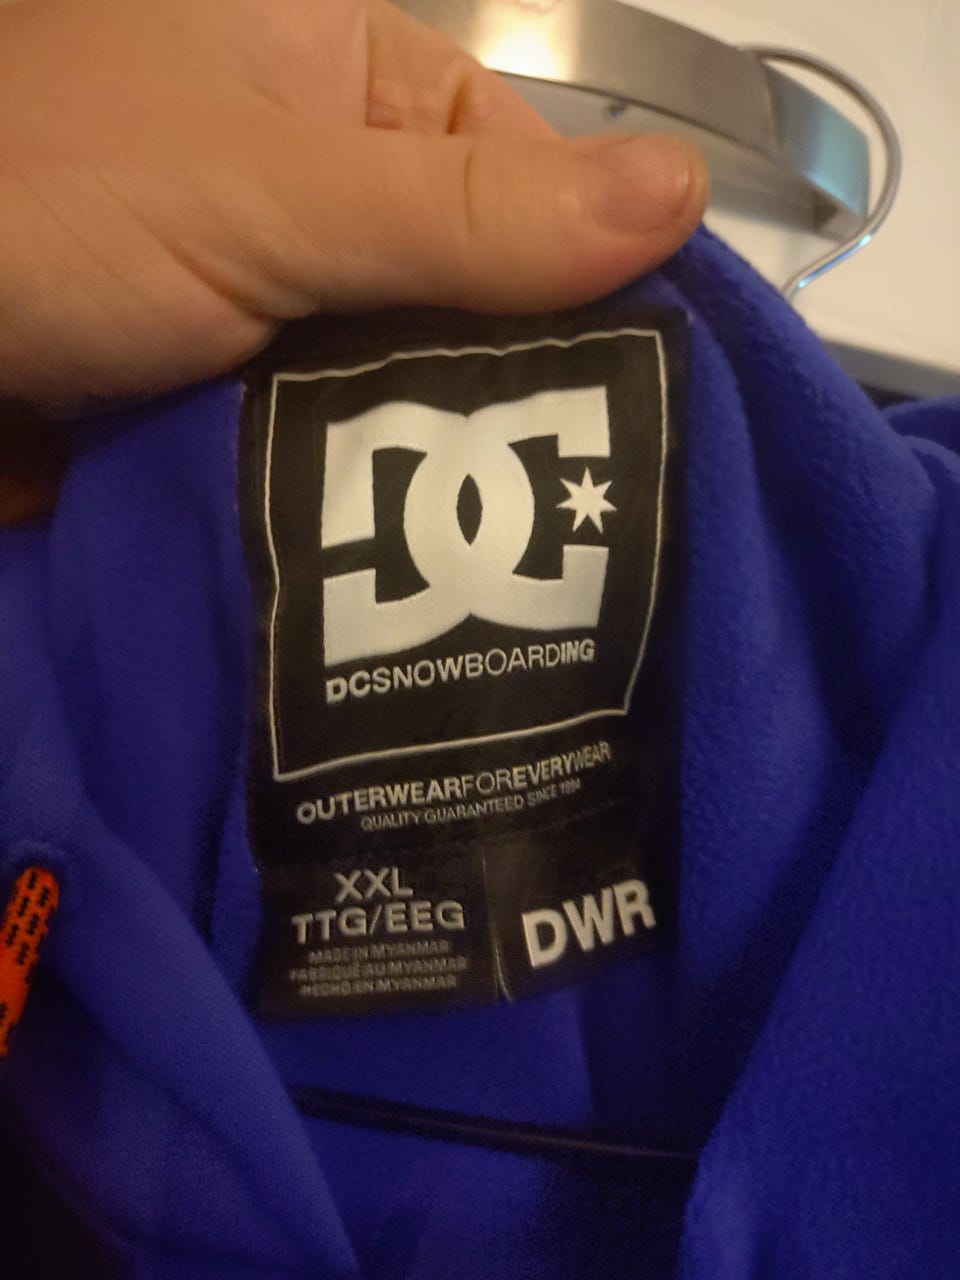 DC
DCSNOWBOARDING
OUTERWEARFOREVERYWEAR
QUALITY GUARANTEED SINCE 1994
XXL
TTG/EEG
MADE IN MYANMAR
FABRIQUÉ AU MYANMAR
HECHO EN MYANMAR
DWR